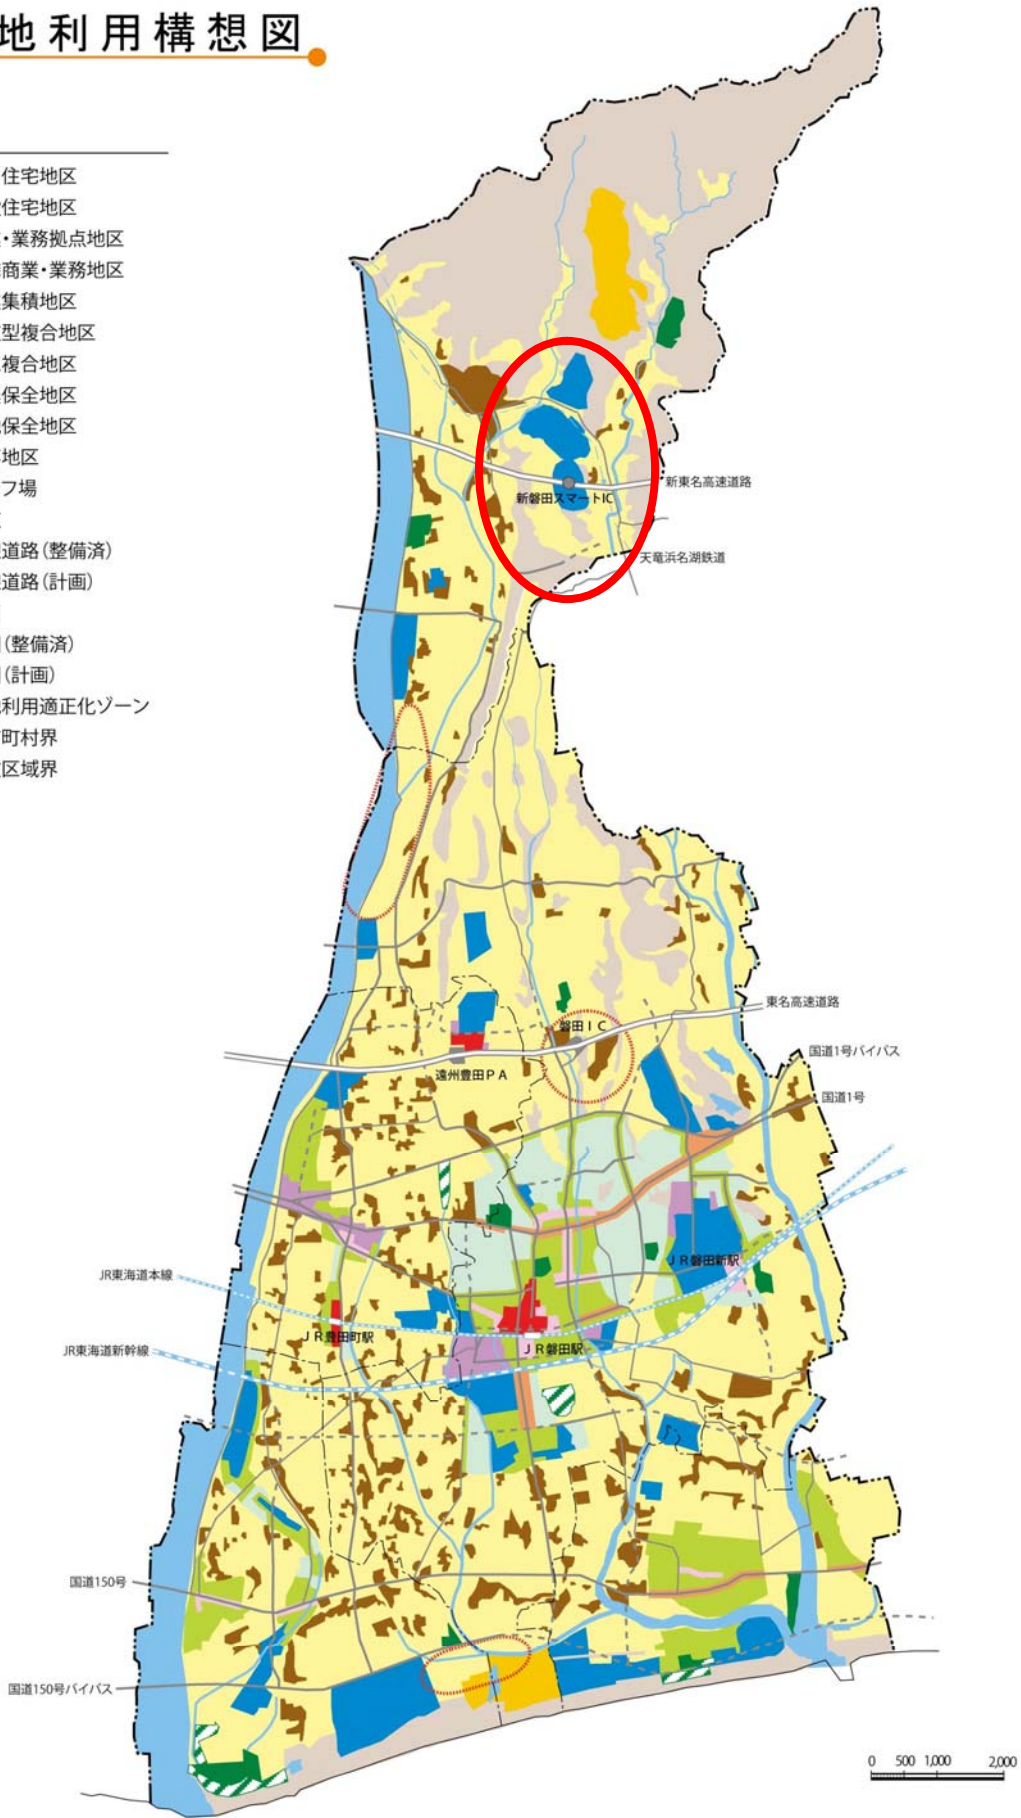 地利用構想図
住宅地区
住宅地区
・業務拠点地区
商業・業務地区
集積地区
型複合地区
複合地区
保全地区
保全地区
地区
フ場
道路(整備済)
道路(計画)
(整備済)
(計画)
利用適正化ゾーン
町村界
区域界
新東名高速道路
新磐田スマートIC
天竜浜名湖鉄道
東名高速道路
磐田IC
国道1号バイパス
遠州豊田PA
国道1号
JR磐田新駅
JR東海道本線
JR豊田町駅
JR磐田駅
JR東海道新幹線
国道150号
国道150号バイパス
0 500 1,000 2,000